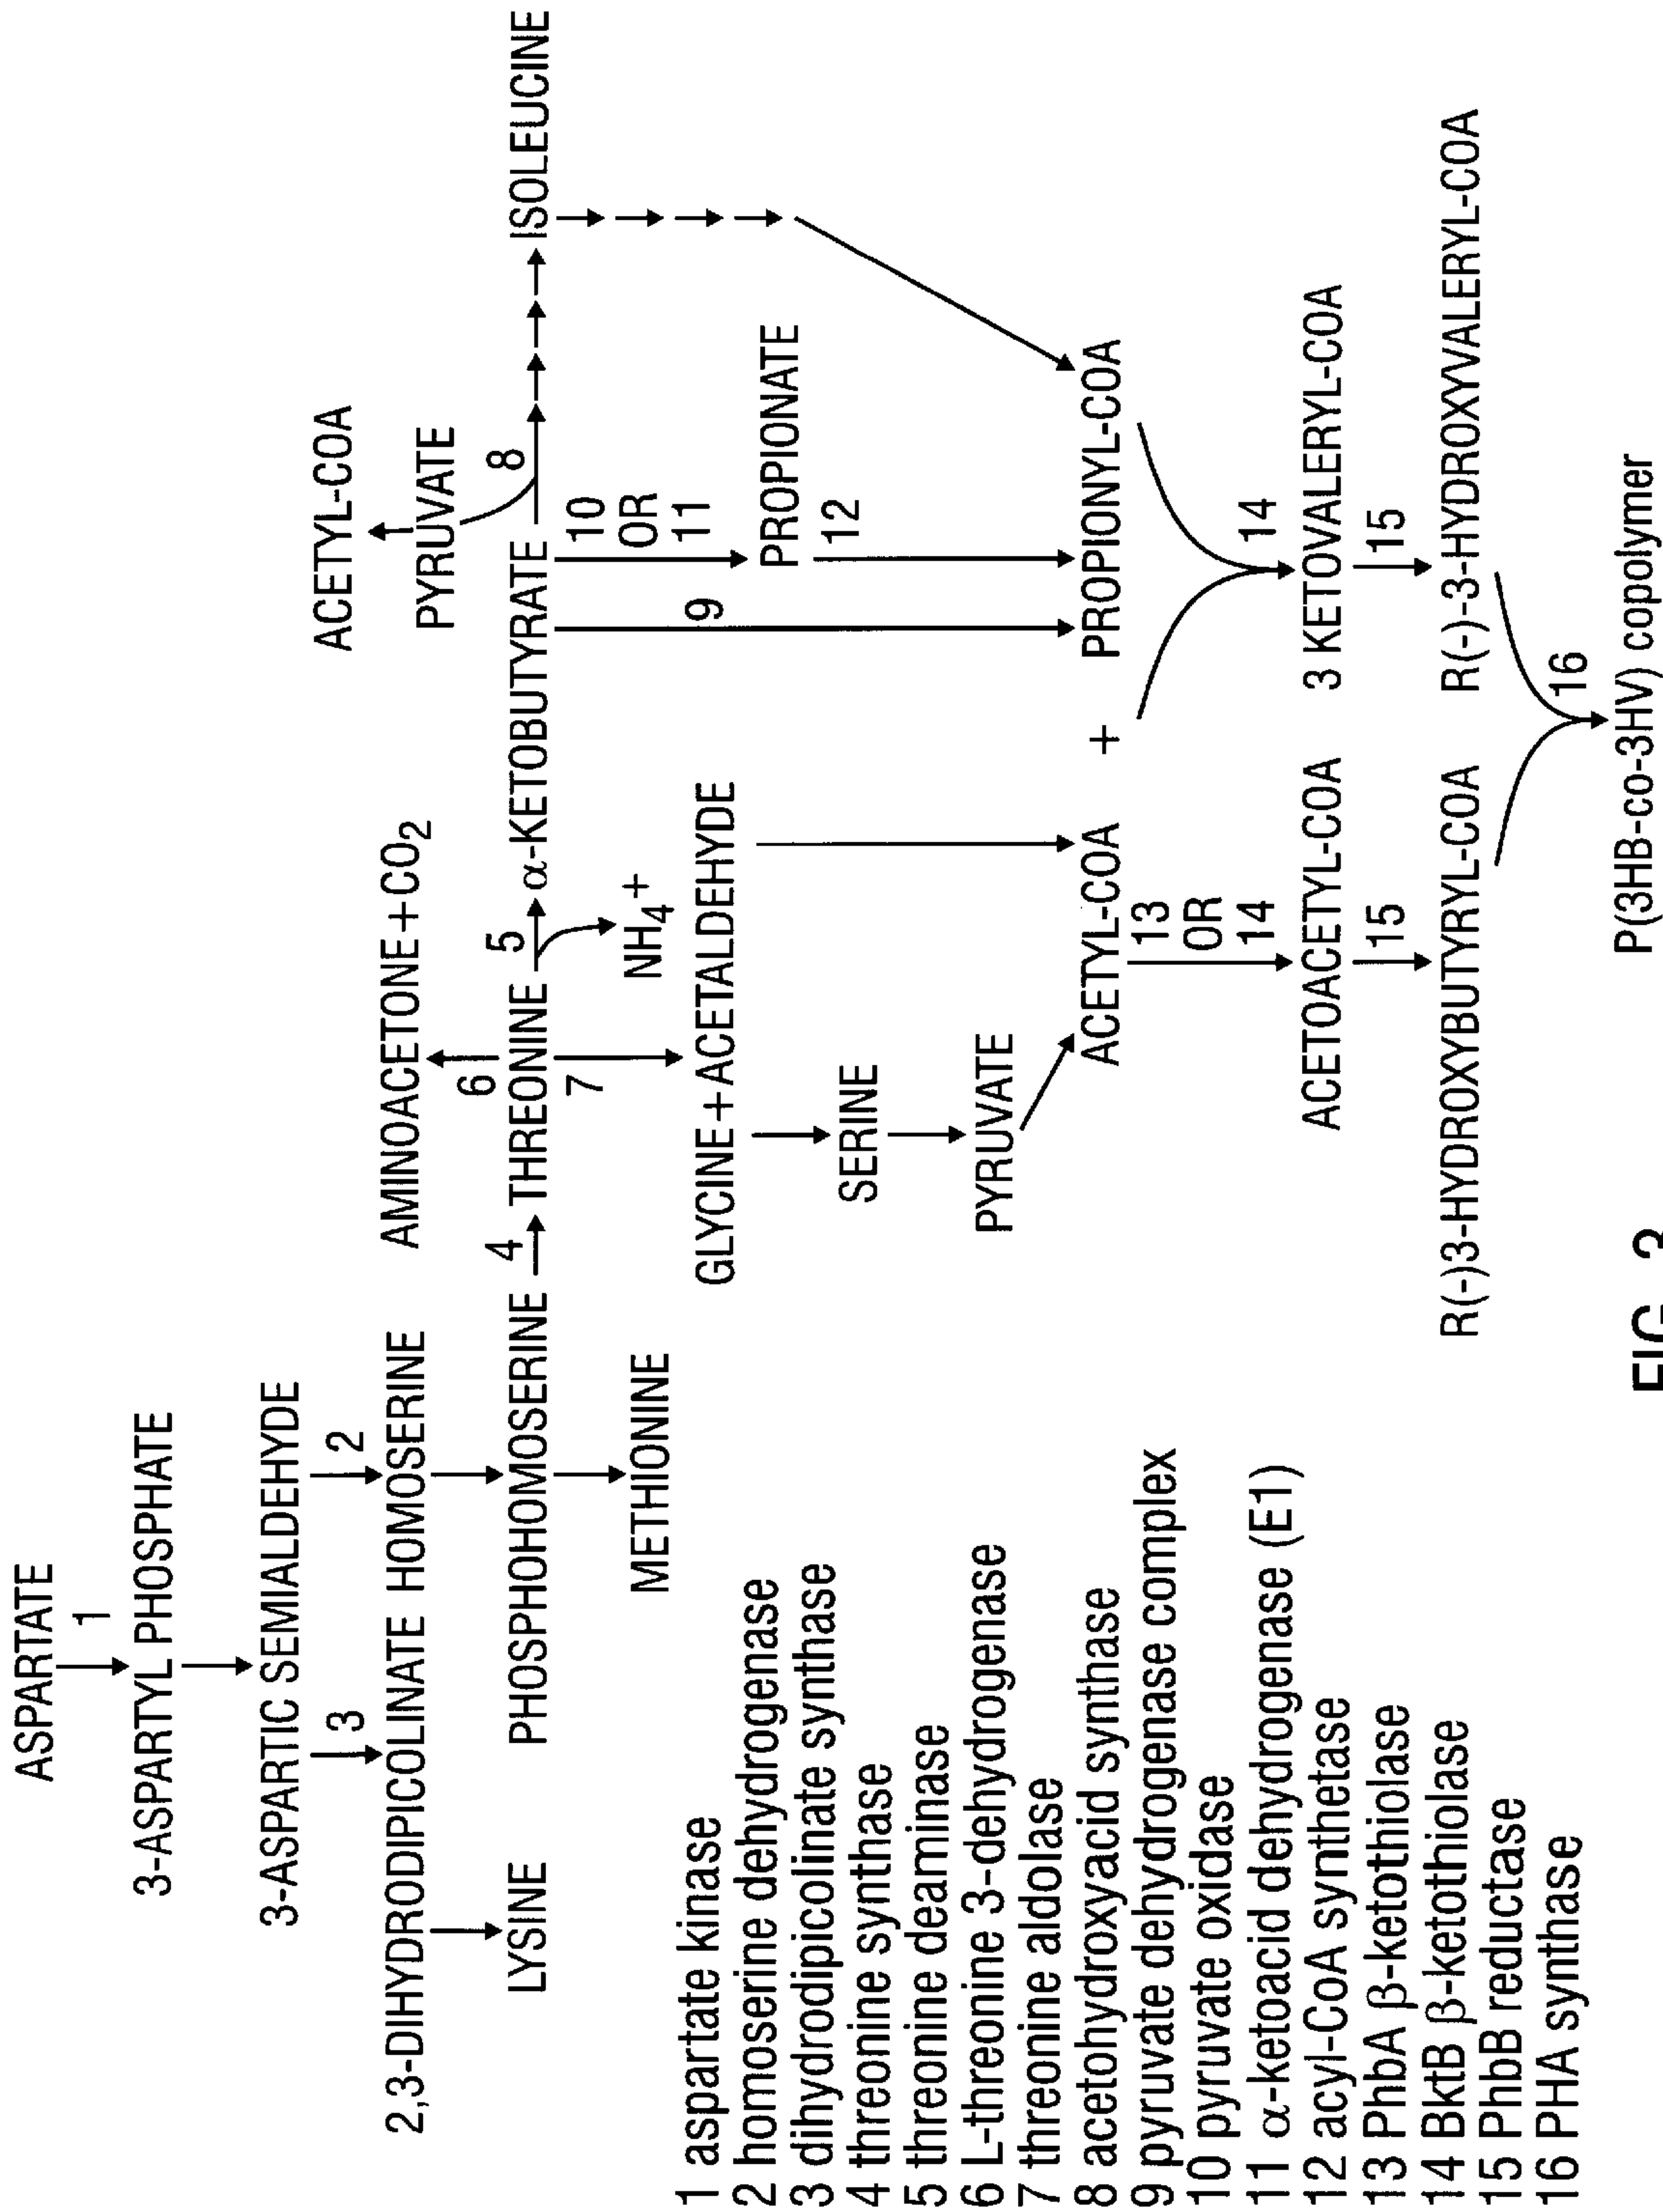 ASPARTATE
1
3-ASPARTYL PHOSPHATE
3-ASPARTIC SEMIALDEHYDE
3
2
2,3-DIHYDRODIPICOLINATE HOMOSERINE
LYSINE
PHOSPHOHOMOSERINE
METHIONINE
4
THREONINE
6
AMINOACETONE+CO₂
5
NH₄⁺
7
GLYCINE+ACETALDEHYDE
SERINE
PYRUVATE
α-KETOBUTYRATE
ACETYL-COA
PYRUVATE
8
ISOLEUCINE
9
10
OR
11
PROPIONATE
12
ACETYL-COA + PROPIONYL-COA
13
OR
14
14
ACETOACETYL-COA 3 KETOVALERYL-COA
15
15
R(-)3-HYDROXYBUTYRYL-COA R(-)-3-HYDROXYVALERYL-COA
16
P(3HB-co-3HV) copolymer
1 aspartate kinase
2 homoserine dehydrogenase
3 dihydrodipicolinate synthase
4 threonine synthase
5 threonine deaminase
6 L-threonine 3-dehydrogenase
7 threonine aldolase
8 acetohydroxyacid synthase
9 pyruvate dehydrogenase complex
10 pyruvate oxidase
11 α-ketoacid dehydrogenase (E1)
12 acyl-CoA synthetase
13 PhbA β-ketothiolase
14 BktB β-ketothiolase
15 PhbB reductase
16 PHA synthase